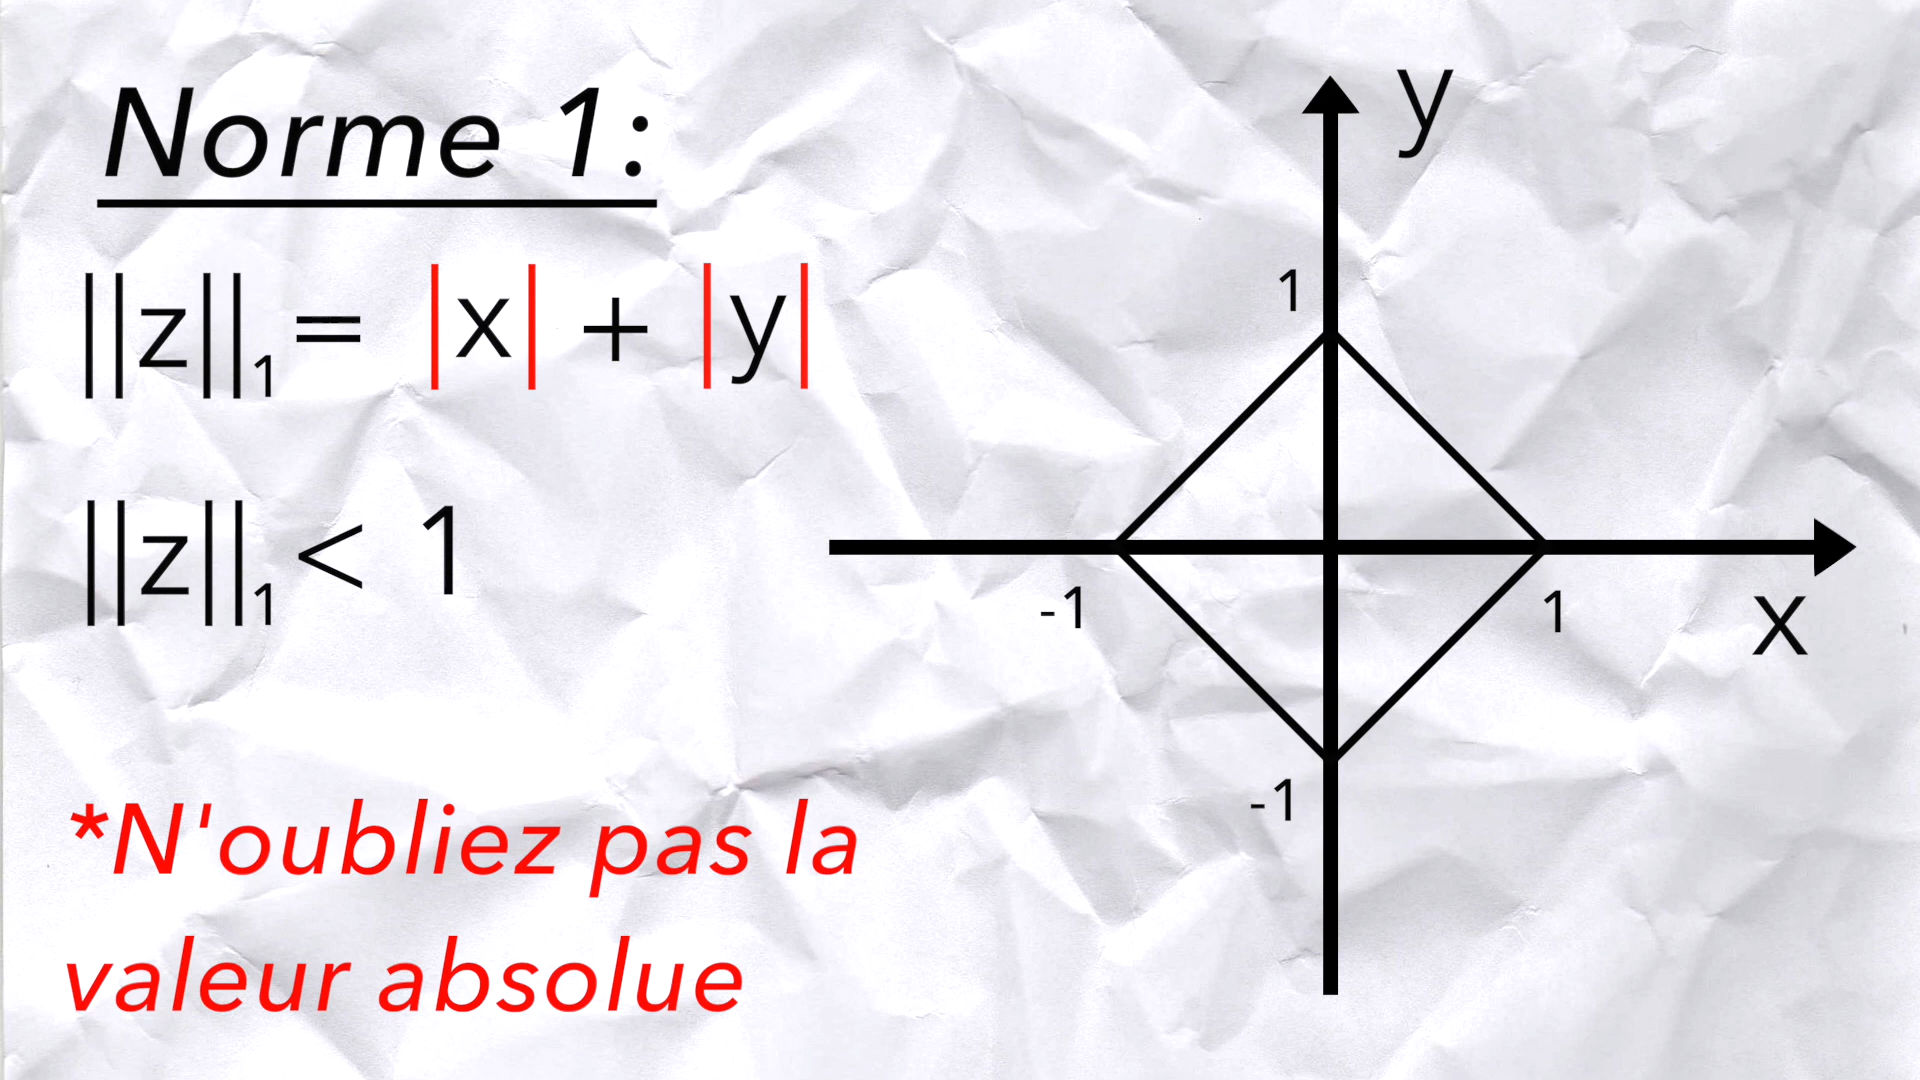 Norme 1:
||z||₁ = |x| + |y|
||z||₁ < 1
*N'oubliez pas la
valeur absolue
y
1
-1
1
x
-1